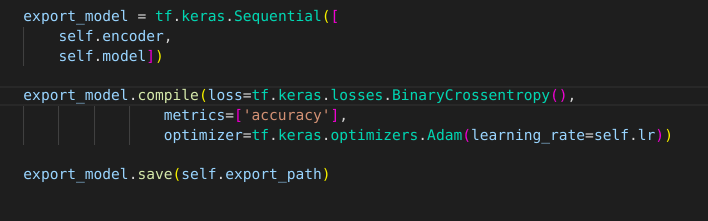 export_model = tf.keras.Sequential([
    self.encoder,
    self.model])
export_model.compile(loss=tf.keras.losses.BinaryCrossentropy(),
                metrics=['accuracy'],
                optimizer=tf.keras.optimizers.Adam(learning_rate=self.lr))
export_model.save(self.export_path)